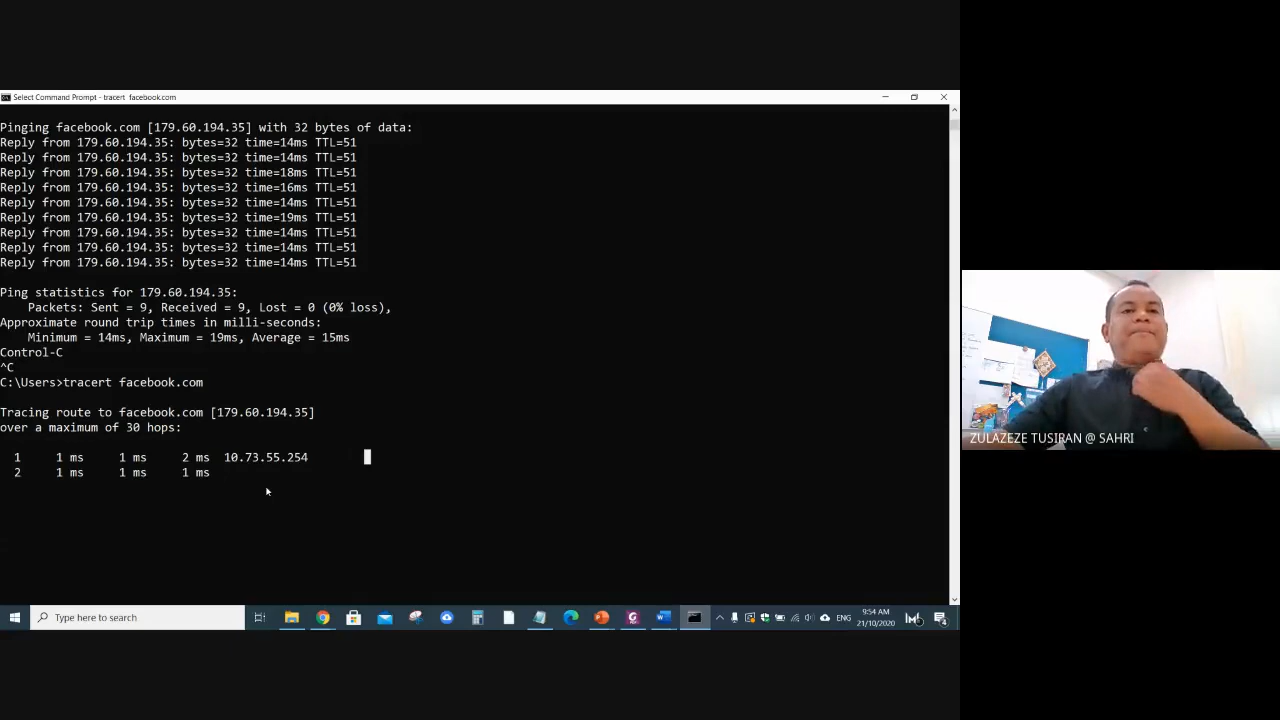 Select Command Prompt - tracert facebook.com
Pinging facebook.com [179.60.194.35] with 32 bytes of data:
Reply from 179.60.194.35: bytes=32 time=14ms TTL=51
Reply from 179.60.194.35: bytes=32 time=14ms TTL=51
Reply from 179.60.194.35: bytes=32 time=18ms TTL=51
Reply from 179.60.194.35: bytes=32 time=16ms TTL=51
Reply from 179.60.194.35: bytes=32 time=14ms TTL=51
Reply from 179.60.194.35: bytes=32 time=19ms TTL=51
Reply from 179.60.194.35: bytes=32 time=14ms TTL=51
Reply from 179.60.194.35: bytes=32 time=14ms TTL=51
Reply from 179.60.194.35: bytes=32 time=14ms TTL=51
Ping statistics for 179.60.194.35:
Packets: Sent = 9, Received = 9, Lost = 0 (0% loss),
Approximate round trip times in milli-seconds:
Minimum = 14ms, Maximum = 19ms, Average = 15ms
Control-C
^C
C:\Users>tracert facebook.com
Tracing route to facebook.com [179.60.194.35]
over a maximum of 30 hops:
1 1 ms 1 ms 2 ms 10.73.55.254
2 1 ms 1 ms 1 ms
ZULAZEZE TUSIRAN @ SAHRI
Type here to search
ENG
9:54 AM
21/10/2020
4